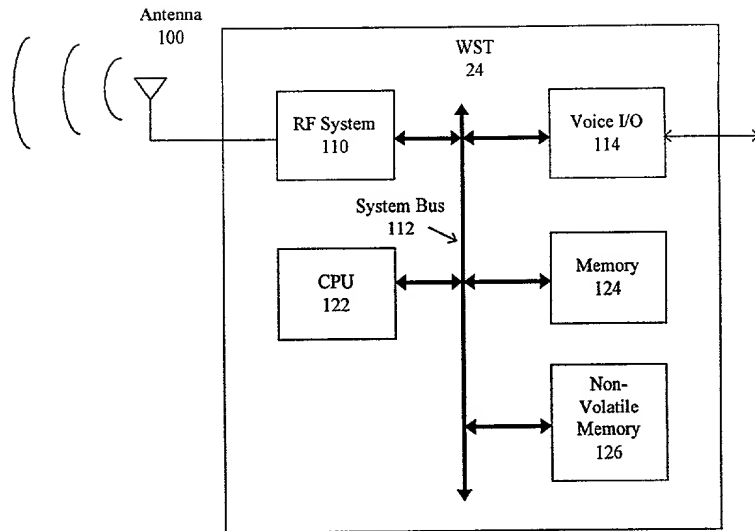 Antenna
100
WST
24
RF System
110
Voice I/O
114
System Bus
112
CPU
122
Memory
124
Non-
Volatile
Memory
126